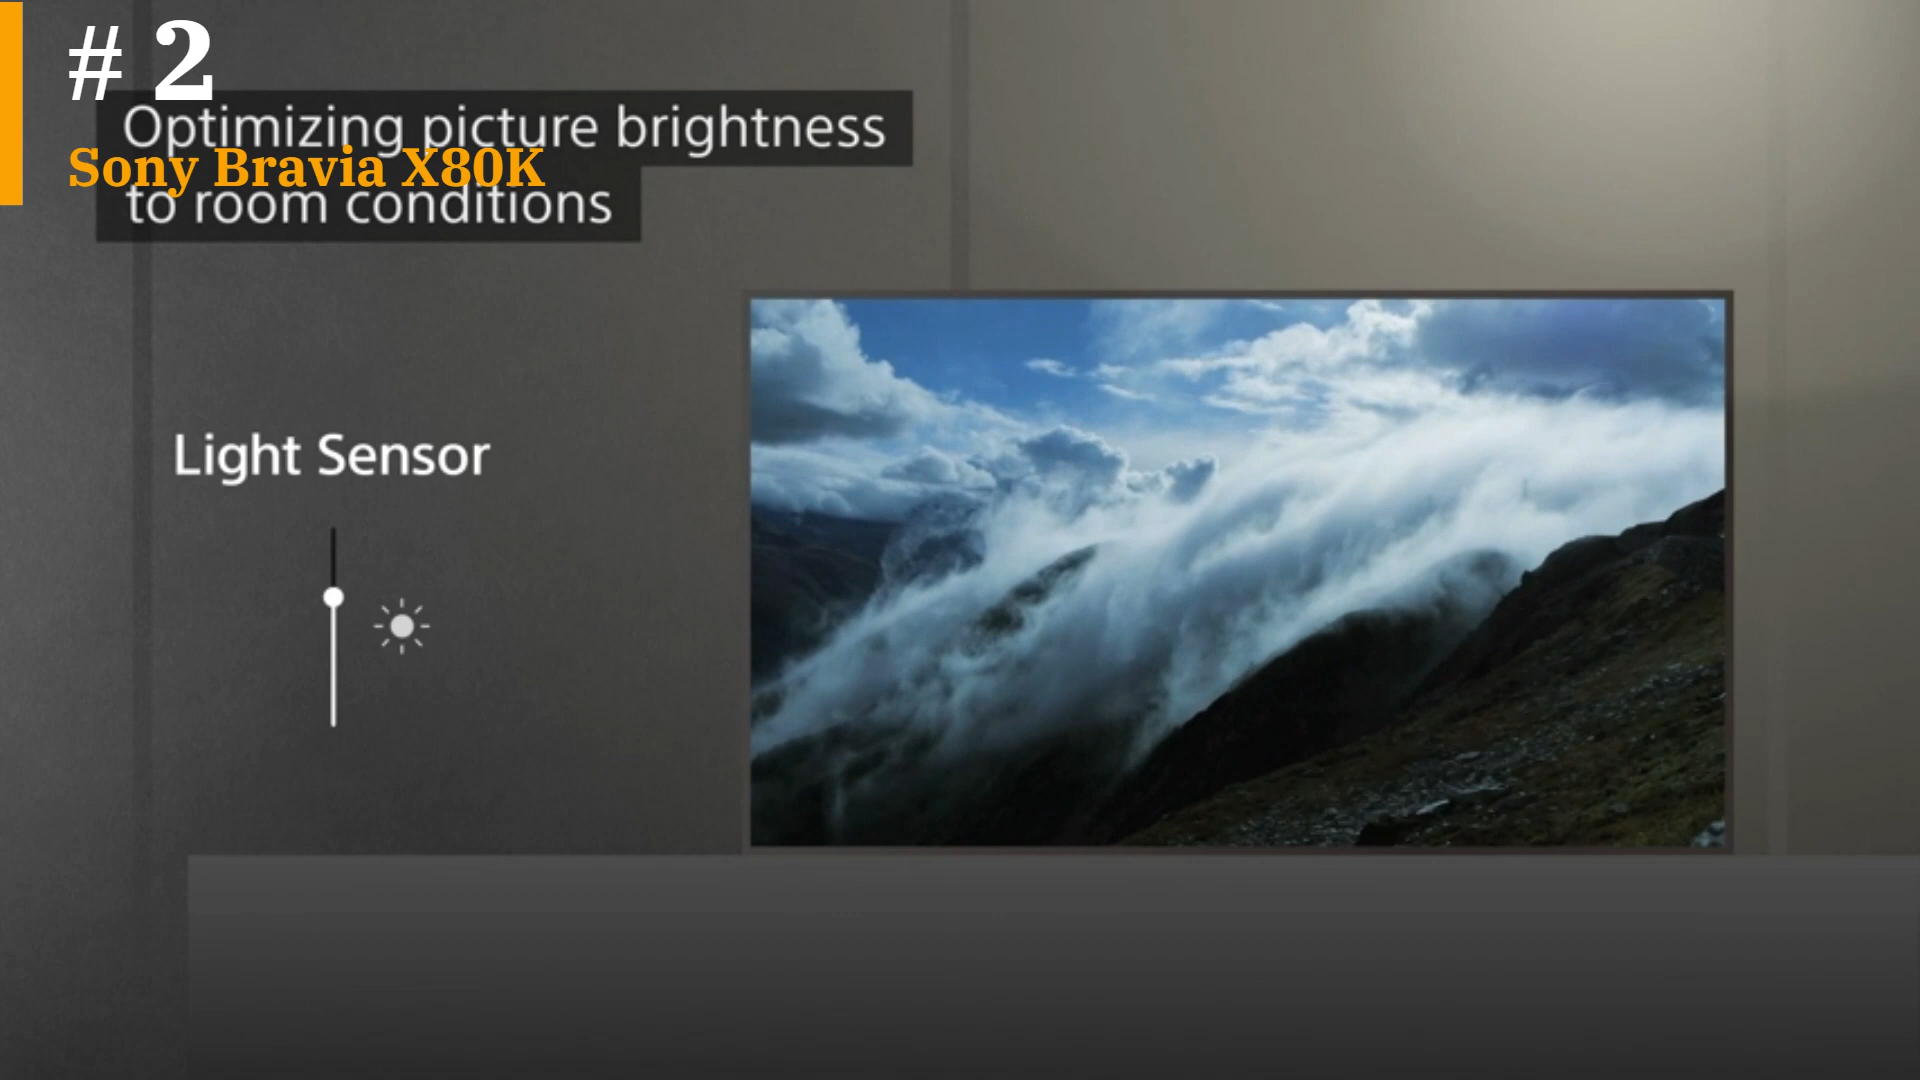 # 2
Optimizing picture brightness
Sony Bravia X80K
to room conditions
Light Sensor